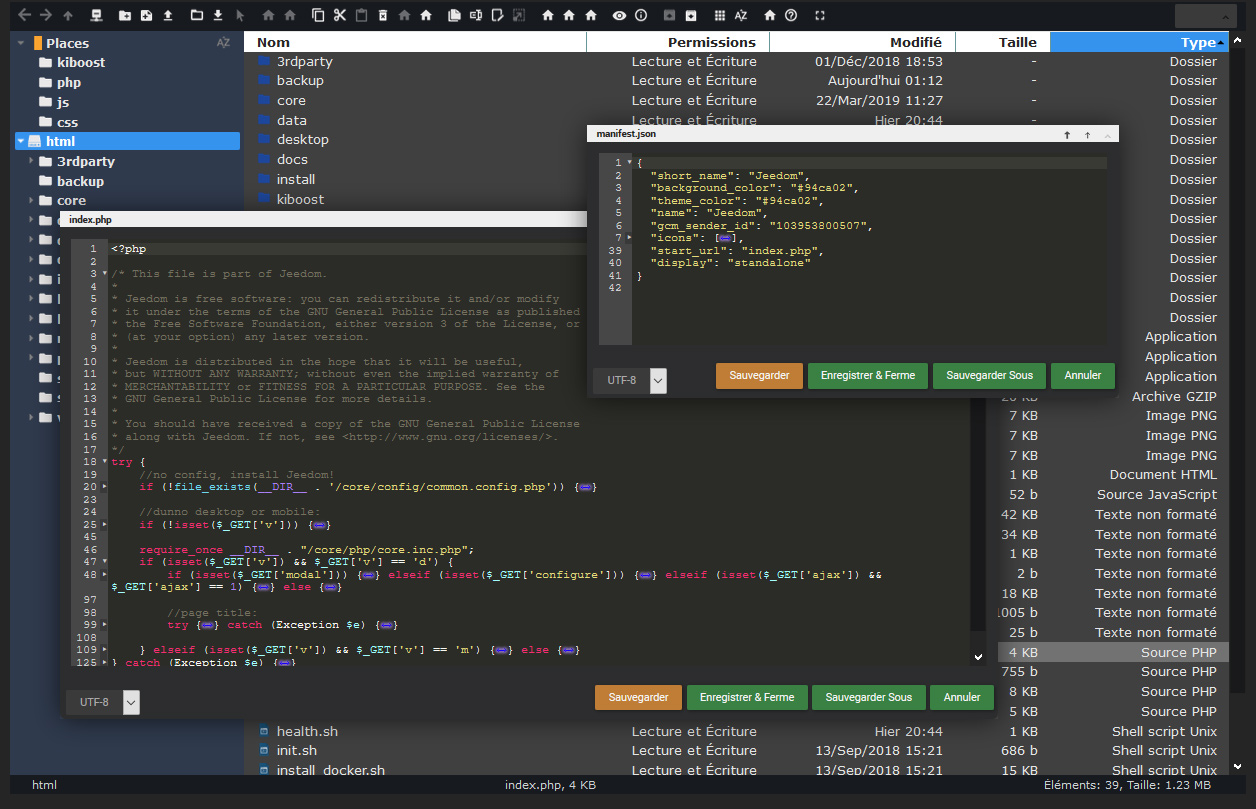 Places
AZ
kiboost
php
js
css
html
3rdparty
backup
core
Nom Permissions Modifié Taille Type
3rdparty Lecture et Écriture 01/Déc/2018 18:53 - Dossier
backup Lecture et Écriture Aujourd'hui 01:12 - Dossier
core Lecture et Écriture 22/Mar/2019 11:27 - Dossier
data Lecture et Écriture Hier 20:44 - Dossier
desktop Dossier
docs Dossier
install Dossier
kiboost Dossier
Dossier
Dossier
Dossier
Dossier
Dossier
Dossier
Application
Application
Application
Archive GZIP
7 KB Image PNG
7 KB Image PNG
7 KB Image PNG
1 KB Document HTML
52 b Source JavaScript
42 KB Texte non formaté
34 KB Texte non formaté
1 KB Texte non formaté
2 b Texte non formaté
18 KB Texte non formaté
1005 b Texte non formaté
25 b Texte non formaté
4 KB Source PHP
755 b Source PHP
8 KB Source PHP
5 KB Source PHP
health.sh Lecture et Écriture Hier 20:44 1 KB Shell script Unix
init.sh Lecture et Écriture 13/Sep/2018 15:21 686 b Shell script Unix
install_docker.sh Lecture et Écriture 13/Sep/2018 15:21 15 KB Shell script Unix
manifest.json
1 {
2 "short_name": "Jeedom",
3 "background_color": "#94ca02",
4 "theme_color": "#94ca02",
5 "name": "Jeedom",
6 "gcm_sender_id": "103953800507",
7 "icons": [],
39 "start_url": "index.php",
40 "display": "standalone"
41 }
42
UTF-8 Sauvegarder Enregistrer & Ferme Sauvegarder Sous Annuler
index.php
1 <?php
2
3 /* This file is part of Jeedom.
4 *
5 * Jeedom is free software: you can redistribute it and/or modify
6 * it under the terms of the GNU General Public License as published
7 * the Free Software Foundation, either version 3 of the License, or
8 * (at your option) any later version.
9 *
10 * Jeedom is distributed in the hope that it will be useful,
11 * but WITHOUT ANY WARRANTY; without even the implied warranty of
12 * MERCHANTABILITY or FITNESS FOR A PARTICULAR PURPOSE. See the
13 * GNU General Public License for more details.
14 *
15 * You should have received a copy of the GNU General Public License
16 * along with Jeedom. If not, see <http://www.gnu.org/licenses/>.
17 */
18 try {
19 //no config, install Jeedom!
20 if (!file_exists(__DIR__ . '/core/config/common.config.php')) {}
23
24 //dunno desktop or mobile:
25 if (!isset($_GET['v'])) {}
45
46 require_once __DIR__ . "/core/php/core.inc.php";
47 if (isset($_GET['v']) && $_GET['v'] == 'd') {
48 if (isset($_GET['modal'])) {} elseif (isset($_GET['configure'])) {} elseif (isset($_GET['ajax']) &&
$_GET['ajax'] == 1) {} else {}
97
98 //page title:
99 try {} catch (Exception $e) {}
108
109 } elseif (isset($_GET['v']) && $_GET['v'] == 'm') {} else {}
125 } catch (Exception $e) {}
UTF-8 Sauvegarder Enregistrer & Ferme Sauvegarder Sous Annuler
html index.php, 4 KB Éléments: 39, Taille: 1.23 MB